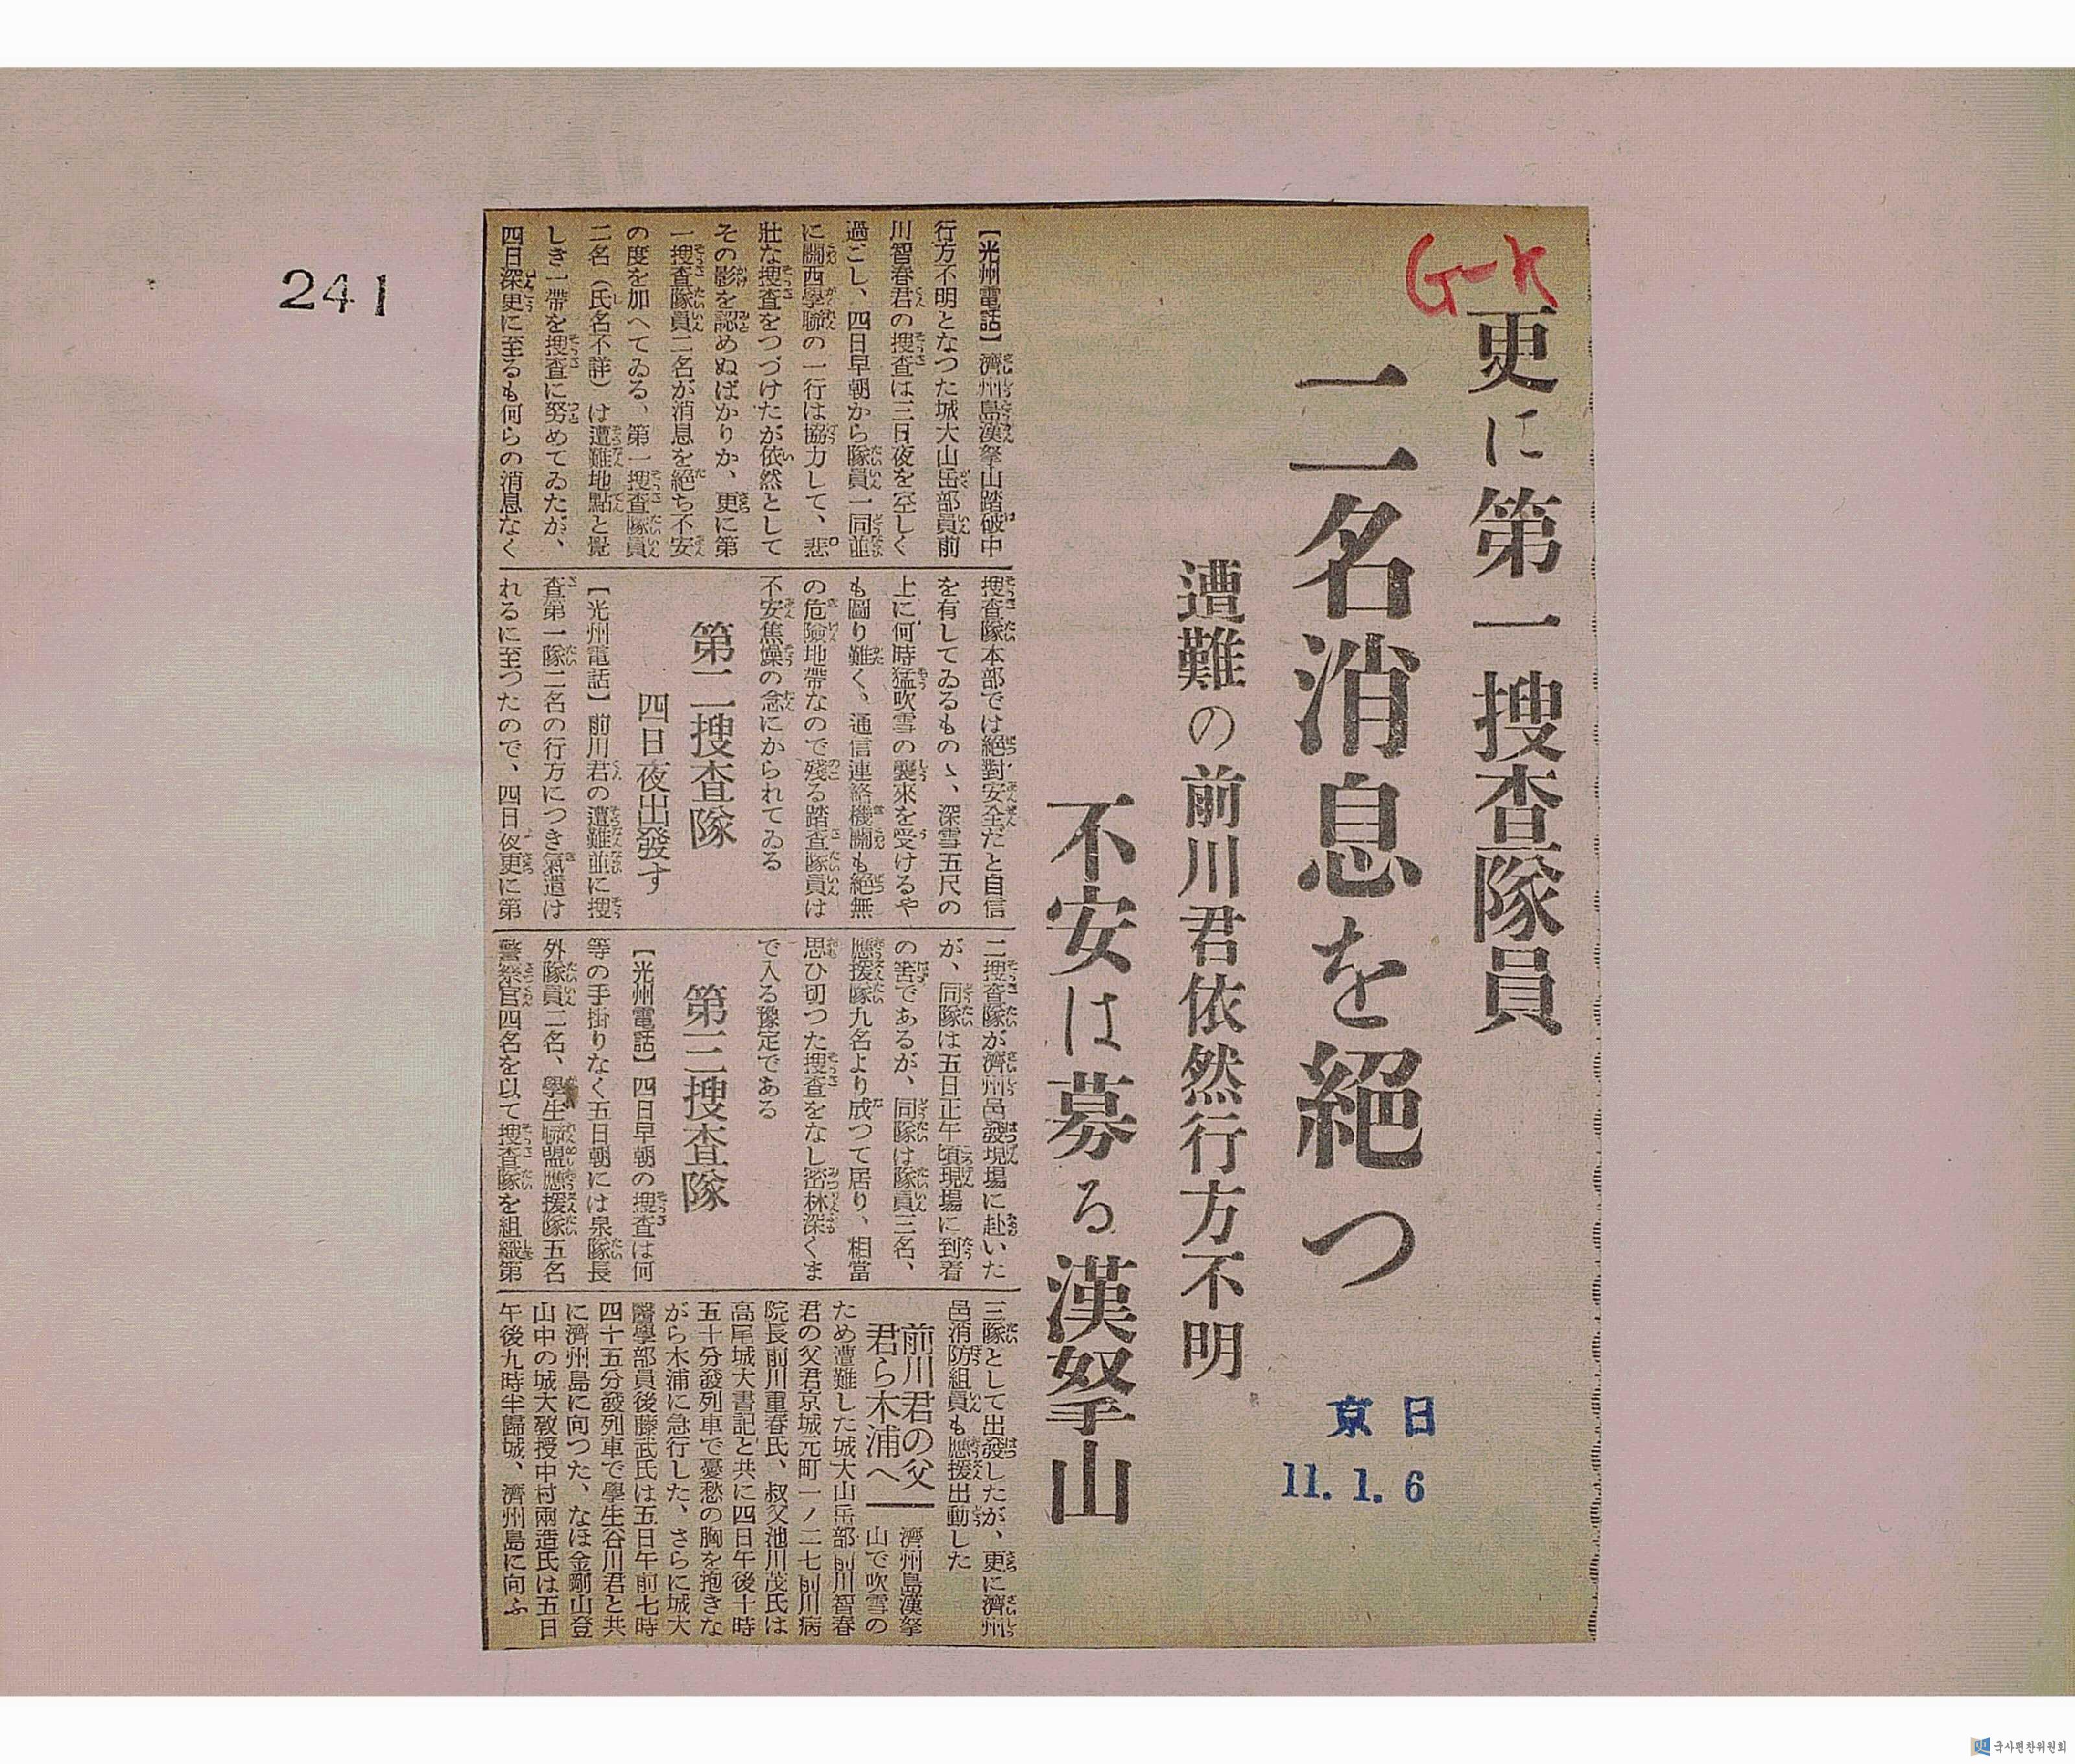 241
G-K
更に第一捜査隊員
二名消息を絶つ
遭難の前川君依然行方不明
不安は募る漢拏山
日京
11.1.6
【光州電話】濟州島漢拏山踏破中
行方不明となつた城大山岳部員前
川智春君の捜査は三日夜を空しく
過ごし、四日早朝から隊員一同並
に關西學聯の一行は協力して、悲
壯な捜査をつづけたが依然として
その影を認めぬばかりか、更に第
一捜査隊員二名が消息を絶ち不安
の度を加へてゐる、第一捜査隊員
二名（氏名不詳）は遭難地點と覺
しき一帶を捜査に努めてゐたが、
四日深更に至るも何らの消息なく
捜査隊本部では絶對安全だと自信
を有してゐるものゝ、深雪五尺の
上に何時猛吹雪の襲來を受けるや
も圖り難く、通信連絡機關も絶無
の危險地帶なので殘る踏査隊員は
不安焦燥の念にかられてゐる
第二捜査隊
四日夜出發す
【光州電話】前川君の遭難並に捜
査第一隊二名の行方につき氣遣は
れるに至つたので、四日夜更に第
二捜査隊が濟州邑發現場に赴いた
が、同隊は五日正午頃現場に到着
の筈であるが、同隊は隊員三名、
應援隊九名より成つて居り、相當
思ひ切つた捜査をなし密林深くま
で入る豫定である
第三捜査隊
【光州電話】四日早朝の捜査は何
等の手掛りなく五日朝には泉隊長
外隊員二名、學生聯盟應援隊五名
警察官四名を以て捜査隊を組織第
三隊として出發したが、更に濟州
邑消防組員も應援出動した
前川君の父
君ら木浦へ
濟州島漢拏
山で吹雪の
ため遭難した城大山岳部前川智春
君の父君京城元町一ノ二七前川病
院長前川重春氏、叔父池川茂氏は
高尾城大書記と共に四日午後十時
五十分發列車で憂愁の胸を抱きな
がら木浦に急行した、さらに城大
醫學部員後藤武氏は五日午前七時
四十五分發列車で學生谷川君と共
に濟州島に向つた、なほ金剛山登
山中の城大教授中村兩造氏は五日
午後九時半歸城、濟州島に向ふ
국사편찬위원회